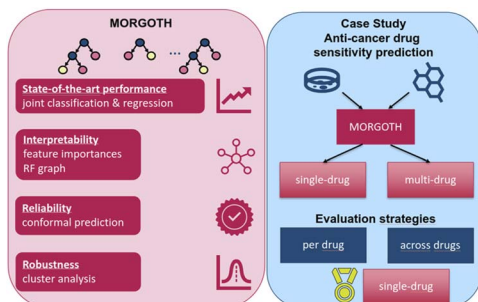 MORGOTH
...
State-of-the-art performance
joint classification & regression
Interpretability
feature importances
RF graph
Reliability
conformal prediction
Robustness
cluster analysis
Case Study
Anti-cancer drug
sensitivity prediction
MORGOTH
single-drug
multi-drug
Evaluation strategies
per drug
across drugs
single-drug